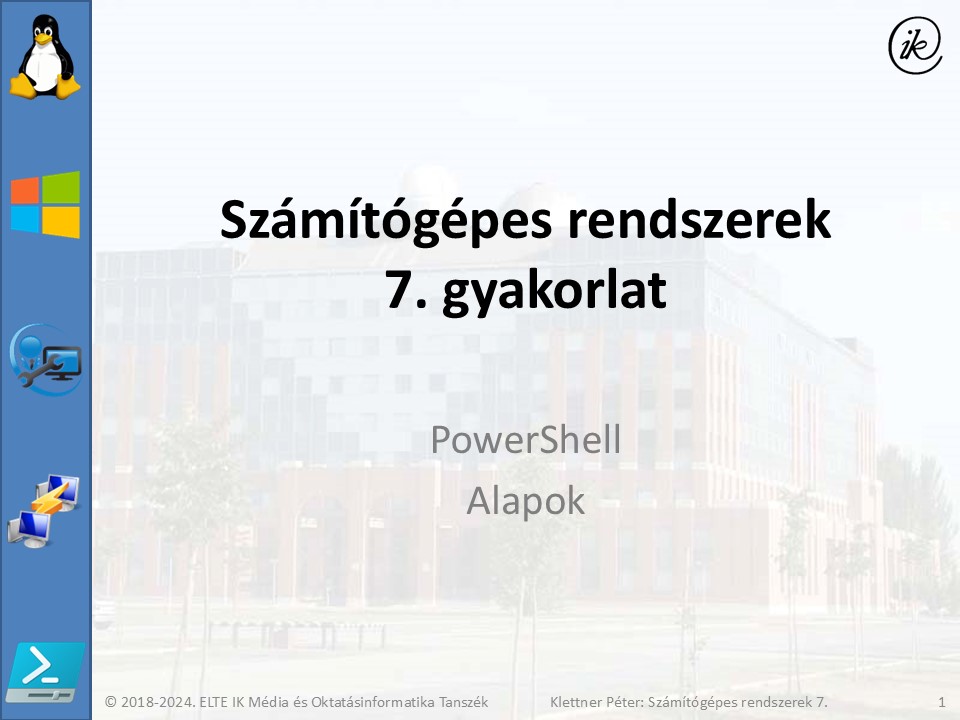 ik
Számítógépes rendszerek
7. gyakorlat
PowerShell
Alapok
© 2018-2024. ELTE IK Média és Oktatásinformatika Tanszék Klettner Péter: Számítógépes rendszerek 7. 1